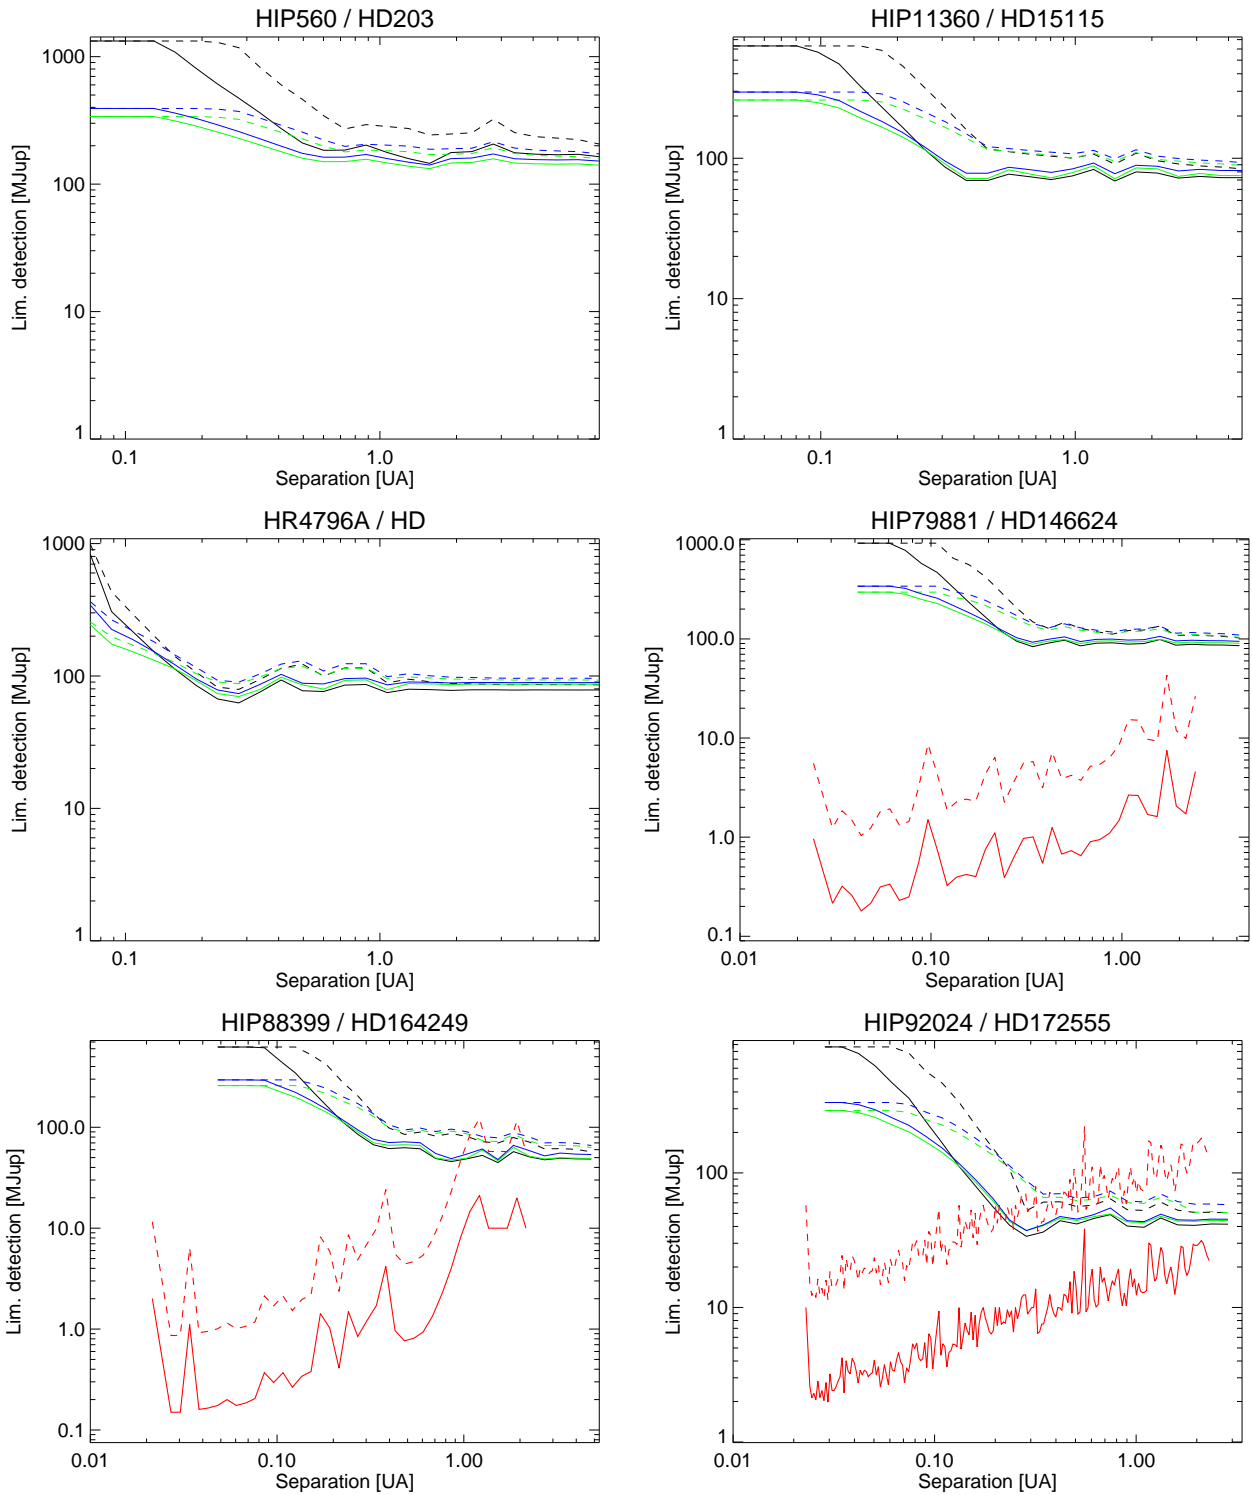 HIP560 / HD203
1000
100
10
1
Lim. detection [MJup]
0.1
1.0
Separation [UA]
HIP11360 / HD15115
100
10
1
Lim. detection [MJup]
0.1
1.0
Separation [UA]
HR4796A / HD
1000
100
10
1
Lim. detection [MJup]
0.1
1.0
Separation [UA]
HIP79881 / HD146624
1000.0
100.0
10.0
1.0
0.1
Lim. detection [MJup]
0.01
0.10
1.00
Separation [UA]
HIP88399 / HD164249
100.0
10.0
1.0
0.1
Lim. detection [MJup]
0.01
0.10
1.00
Separation [UA]
HIP92024 / HD172555
100
10
1
Lim. detection [MJup]
0.01
0.10
1.00
Separation [UA]